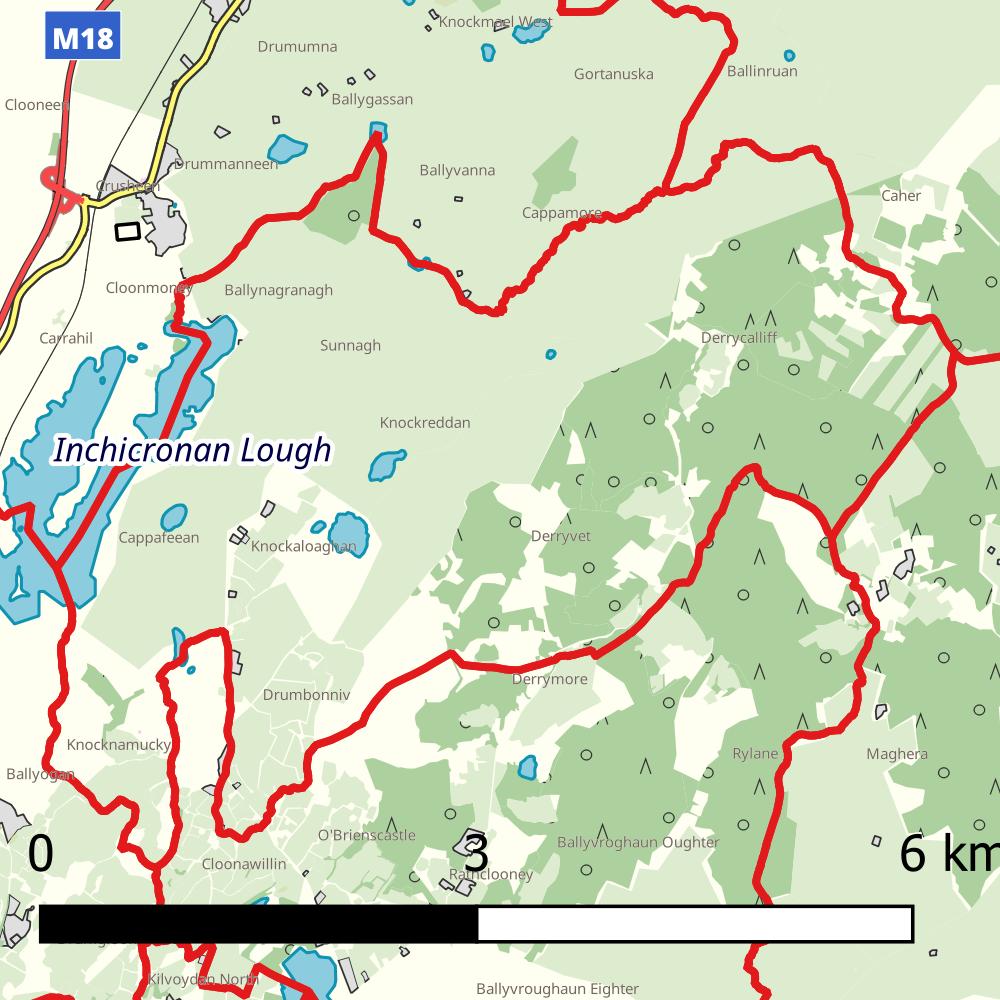 Knockmael West
M18
Drumumna
Gortanuska
Ballinruan
Clooneen
Ballygassan
Drummanneen
Ballyvanna
Crusheen
Caher
Cappamore
Cloonmoney
Ballynagranagh
Carrahil
Sunnagh
Derrycalliff
Knockreddan
Inchicronan Lough
Cappafeean
Knockaloaghan
Derryvet
Derrymore
Drumbonniv
Knocknamucky
Rylane
Maghera
Ballyogan
O'Brienscastle
Ballyvroghaun Oughter
0 3 6 km
Cloonawillin
Rathclooney
Kilvoydan North
Ballyvroughaun Eighter